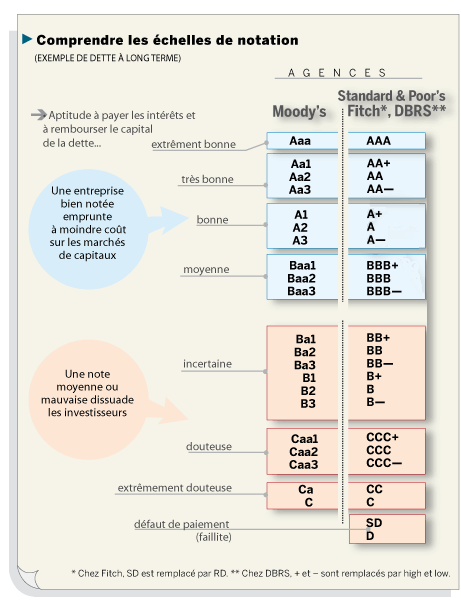 Comprendre les échelles de notation
(EXEMPLE DE DETTE À LONG TERME)
AGENCES
Moody's
Standard & Poor's
Fitch*, DBRS**
Aptitude à payer les intérêts et
à rembourser le capital
de la dette...
extrêment bonne
Aaa AAA
très bonne
Aa1 AA+
Aa2 AA
Aa3 AA–
Une entreprise
bien notée
emprunte
à moindre coût
sur les marchés
de capitaux
bonne
A1 A+
A2 A
A3 A–
moyenne
Baa1 BBB+
Baa2 BBB
Baa3 BBB–
incertaine
Ba1 BB+
Ba2 BB
Ba3 BB–
B1 B+
B2 B
B3 B–
Une note
moyenne ou
mauvaise dissuade
les investisseurs
douteuse
Caa1 CCC+
Caa2 CCC
Caa3 CCC–
extrêmement douteuse
Ca CC
C C
défaut de paiement
(faillite)
SD
D
* Chez Fitch, SD est remplacé par RD. ** Chez DBRS, + et – sont remplacés par high et low.